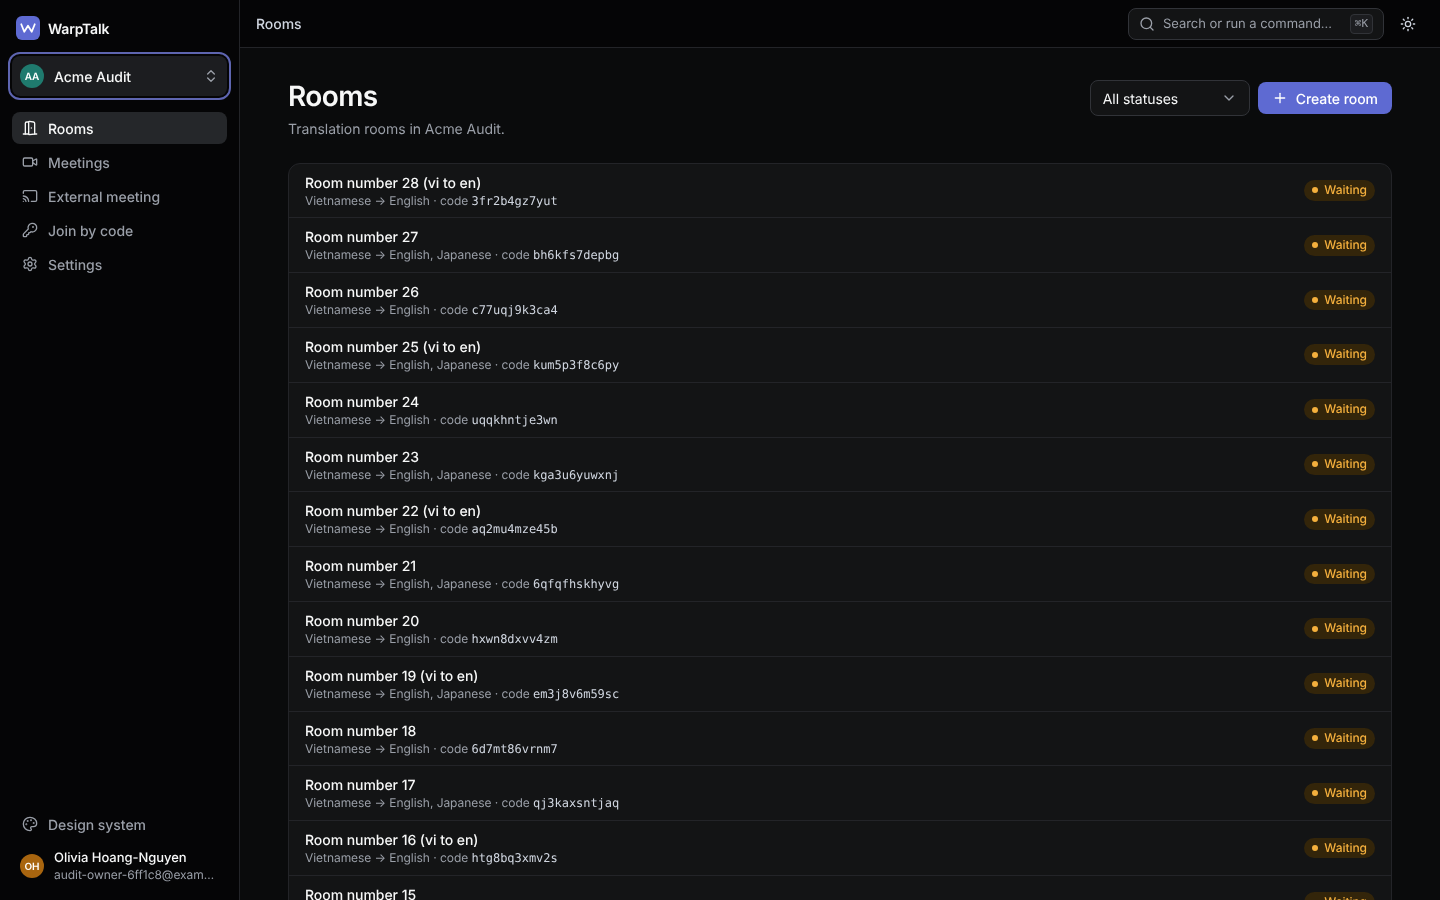 WarpTalk
AA Acme Audit
Rooms
Meetings
External meeting
Join by code
Settings
Design system
OH Olivia Hoang-Nguyen
audit-owner-6ff1c8@exam...
Rooms
Search or run a command... ⌘K
Rooms
Translation rooms in Acme Audit.
All statuses
+ Create room
Room number 28 (vi to en)
Vietnamese → English · code 3fr2b4gz7yut
Waiting
Room number 27
Vietnamese → English, Japanese · code bh6kfs7depbg
Waiting
Room number 26
Vietnamese → English · code c77uqj9k3ca4
Waiting
Room number 25 (vi to en)
Vietnamese → English, Japanese · code kum5p3f8c6py
Waiting
Room number 24
Vietnamese → English · code uqqkhntje3wn
Waiting
Room number 23
Vietnamese → English, Japanese · code kga3u6yuwxnj
Waiting
Room number 22 (vi to en)
Vietnamese → English · code aq2mu4mze45b
Waiting
Room number 21
Vietnamese → English, Japanese · code 6qfqfhskhyvg
Waiting
Room number 20
Vietnamese → English · code hxwn8dxvv4zm
Waiting
Room number 19 (vi to en)
Vietnamese → English, Japanese · code em3j8v6m59sc
Waiting
Room number 18
Vietnamese → English · code 6d7mt86vrnm7
Waiting
Room number 17
Vietnamese → English, Japanese · code qj3kaxsntjaq
Waiting
Room number 16 (vi to en)
Vietnamese → English · code htg8bq3xmv2s
Waiting
Room number 15
Waiting